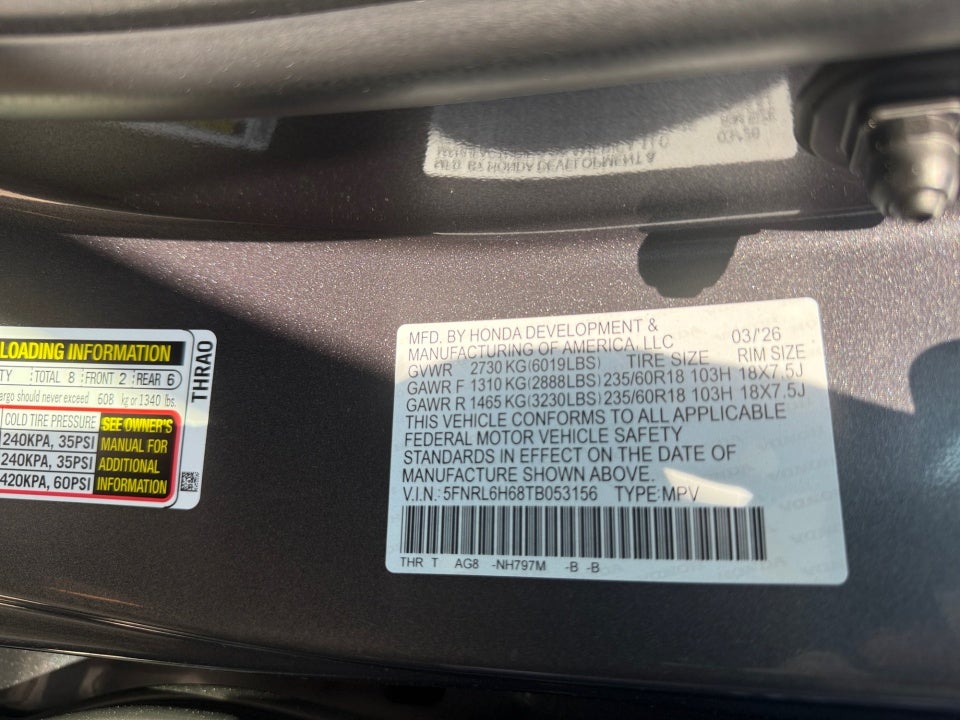 LOADING INFORMATION
TOTAL 8 FRONT 2 REAR 6
should never exceed 608 kg or 1340 lbs.
COLD TIRE PRESSURE SEE OWNER'S
240KPA, 35PSI MANUAL FOR
240KPA, 35PSI ADDITIONAL
420KPA, 60PSI INFORMATION
THRA0
MFD. BY HONDA DEVELOPMENT &
MANUFACTURING OF AMERICA, LLC 03/'26
GVWR 2730 KG(6019LBS) TIRE SIZE RIM SIZE
GAWR F 1310 KG(2888LBS) 235/60R18 103H 18X7.5J
GAWR R 1465 KG(3230LBS) 235/60R18 103H 18X7.5J
THIS VEHICLE CONFORMS TO ALL APPLICABLE
FEDERAL MOTOR VEHICLE SAFETY
STANDARDS IN EFFECT ON THE DATE OF
MANUFACTURE SHOWN ABOVE.
V.I.N.: 5FNRL6H68TB053156 TYPE:MPV
THR T AG8 -NH797M -B -B